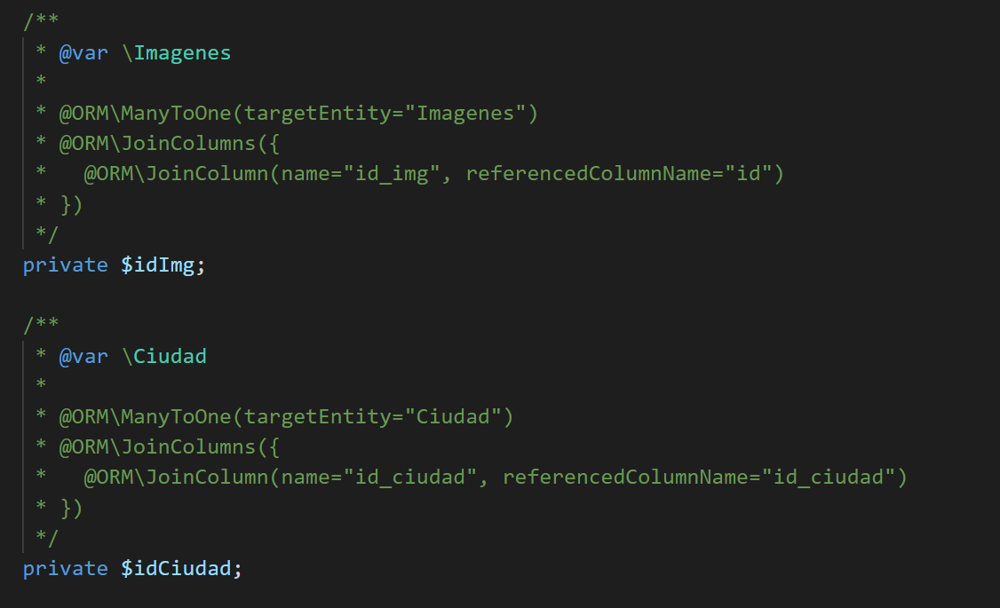 /**
 * @var \Imagenes
 *
 * @ORM\ManyToOne(targetEntity="Imagenes")
 * @ORM\JoinColumns({
 *   @ORM\JoinColumn(name="id_img", referencedColumnName="id")
 * })
 */
private $idImg;

/**
 * @var \Ciudad
 *
 * @ORM\ManyToOne(targetEntity="Ciudad")
 * @ORM\JoinColumns({
 *   @ORM\JoinColumn(name="id_ciudad", referencedColumnName="id_ciudad")
 * })
 */
private $idCiudad;